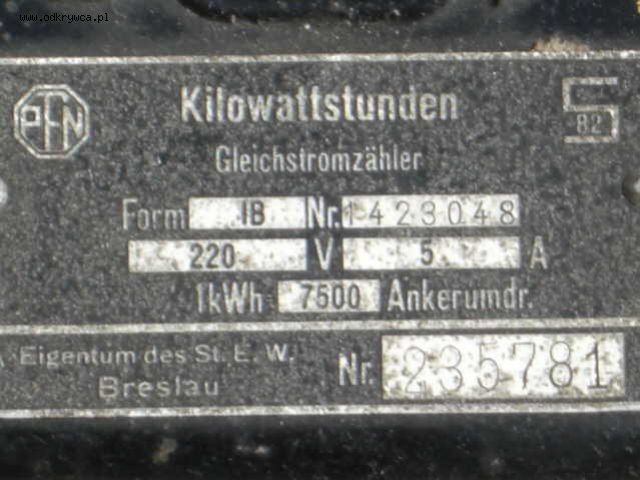 www.odkrywca.pl
PFN
Kilowattstunden
S 82
Gleichstromzähler
Form IB Nr. 1423048
220 V 5 A
1kWh 7500 Ankerumdr.
Eigentum des St. E. W.
Breslau
Nr. 235781